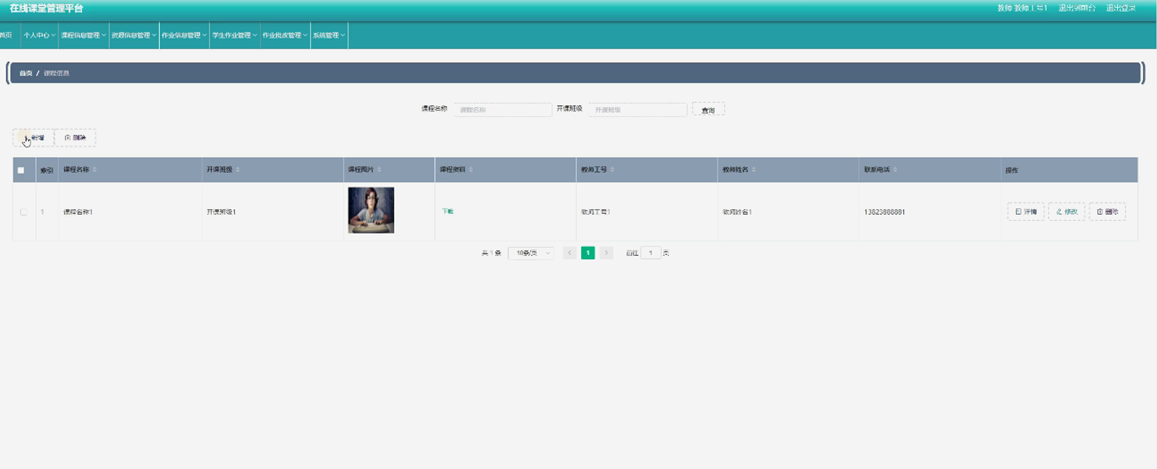 在线课堂管理平台
教师 教师工号1 退出到前台 退出登录
首页 个人中心 课程信息管理 资源信息管理 作业信息管理 学生作业管理 作业批改管理 系统管理
首页 / 课程信息
课程名称 课程名称 开课班级 开课班级 查询
新增 删除
索引 课程名称 开课班级 课程图片 课程资料 教师工号 教师姓名 联系电话 操作
1 课程名称1 开课班级1 下载 教师工号1 教师姓名1 13823888881 详情 修改 删除
共 1 条 10条/页 1 前往 1 页